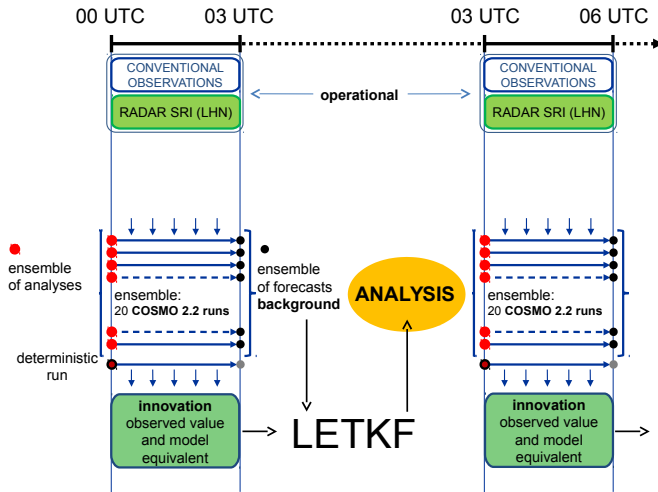 00 UTC
03 UTC
03 UTC
06 UTC
CONVENTIONAL
OBSERVATIONS
RADAR SRI (LHN)
operational
CONVENTIONAL
OBSERVATIONS
RADAR SRI (LHN)
ensemble
of analyses
ensemble:
20 COSMO 2.2 runs
ensemble
of forecasts
background
ANALYSIS
ensemble:
20 COSMO 2.2 runs
deterministic
run
innovation
observed value
and model
equivalent
LETKF
innovation
observed value
and model
equivalent